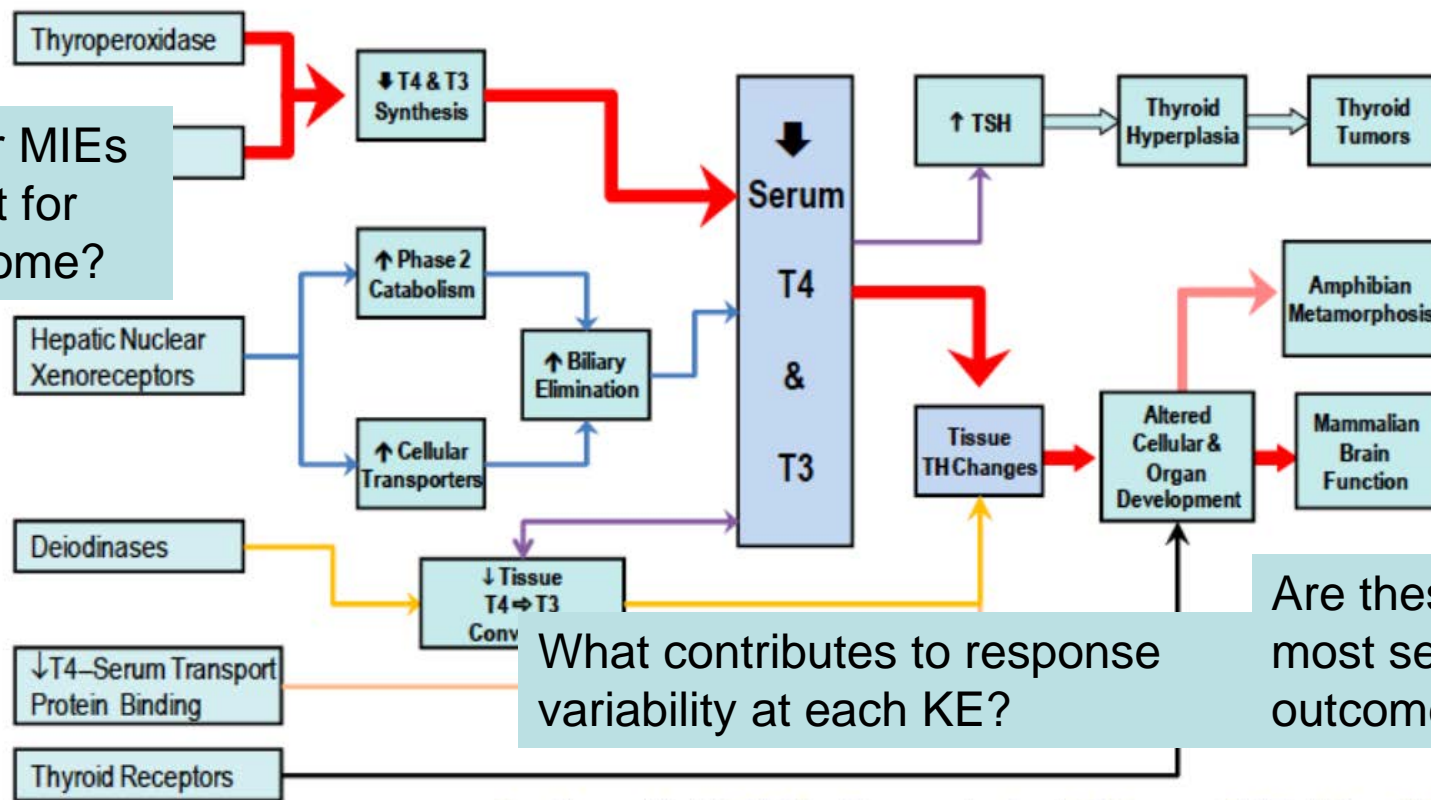 Thyroperoxidase
r MIEs
t for
ome?
Hepatic Nuclear
Xenoreceptors
Deiodinases
↓T4–Serum Transport
Protein Binding
Thyroid Receptors
⬇ T4 & T3
Synthesis
↑ Phase 2
Catabolism
↑ Cellular
Transporters
↑ Biliary
Elimination
↓ Tissue
T4 ⇨ T3
Conv
⬇
Serum
T4
&
T3
↑ TSH
Thyroid
Hyperplasia
Thyroid
Tumors
Tissue
TH Changes
Altered
Cellular &
Organ
Development
Amphibian
Metamorphosis
Mammalian
Brain
Function
What contributes to response
variability at each KE?
Are thes
most se
outcom